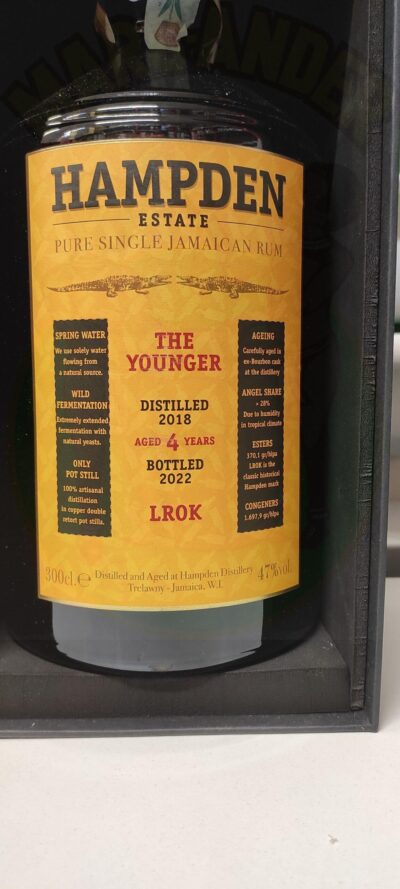 HAMPDEN
ESTATE
PURE SINGLE JAMAICAN RUM
SPRING WATER
We use solely water
flowing from
a natural source.
WILD
FERMENTATION
Extremely extended
fermentation with
natural yeasts.
ONLY
POT STILL
100% artisanal
distillation
in copper double
retort pot stills.
THE
YOUNGER
DISTILLED
2018
AGED 4 YEARS
BOTTLED
2022
LROK
AGEING
Carefully aged in
ex-Bourbon cask
at the distillery
ANGEL SHARE
> 28%
Due to humidity
in tropical climate
ESTERS
370,1 gr/hlpa
LROK is the
classic historical
Hampden mark
CONGENERS
1.697,9 gr/hlpa
300cl.e Distilled and Aged at Hampden Distillery 47%vol.
Trelawny - Jamaica, W.I.